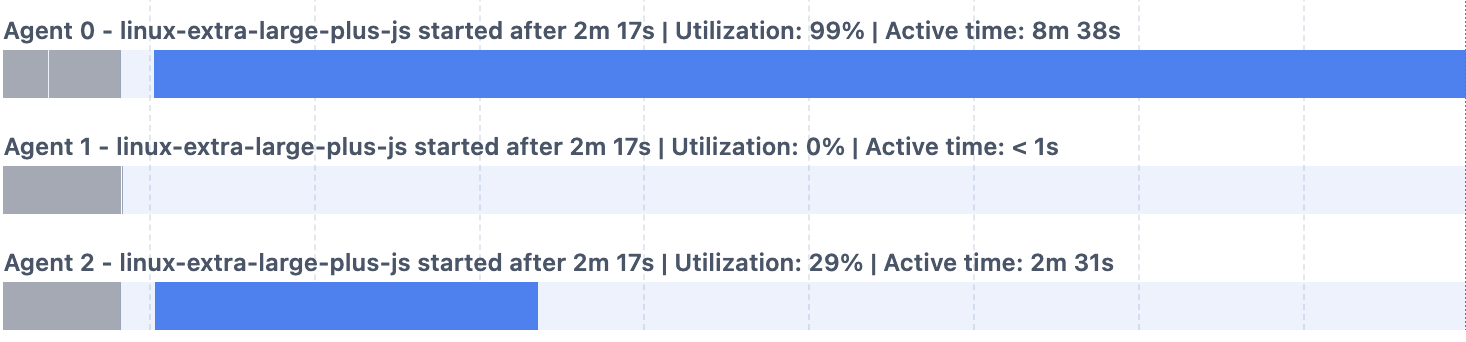 Agent 0 - linux-extra-large-plus-js started after 2m 17s | Utilization: 99% | Active time: 8m 38s
Agent 1 - linux-extra-large-plus-js started after 2m 17s | Utilization: 0% | Active time: < 1s
Agent 2 - linux-extra-large-plus-js started after 2m 17s | Utilization: 29% | Active time: 2m 31s